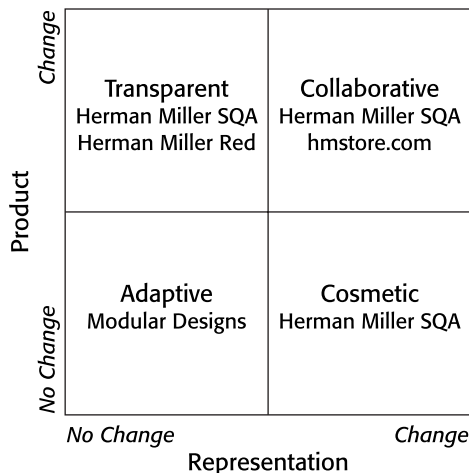 Change
Transparent
Herman Miller SQA
Herman Miller Red
Collaborative
Herman Miller SQA
hmstore.com
Product
Adaptive
Modular Designs
Cosmetic
Herman Miller SQA
No Change
No Change
Change
Representation